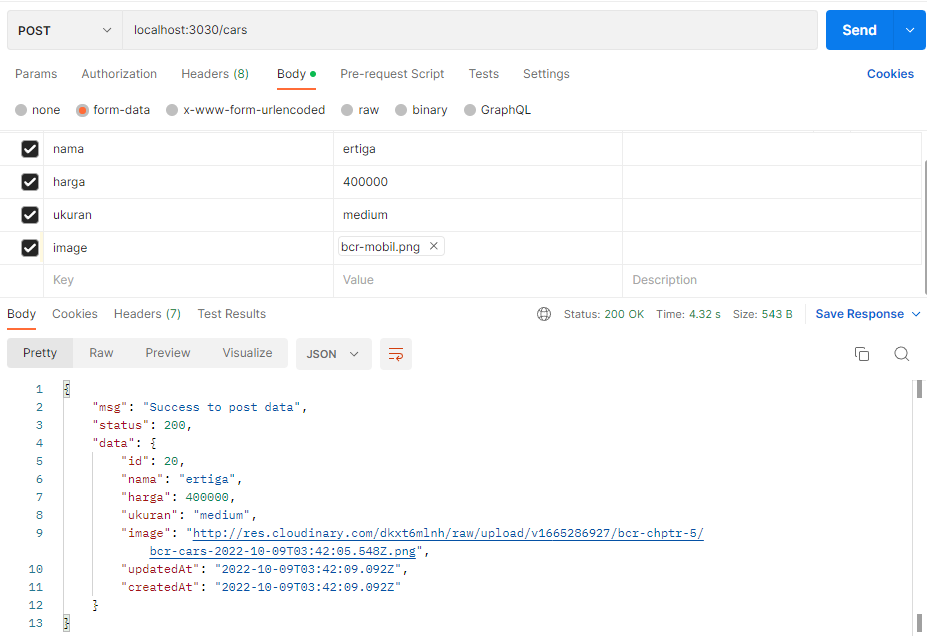 POST localhost:3030/cars Send
Params Authorization Headers (8) Body Pre-request Script Tests Settings Cookies
none form-data x-www-form-urlencoded raw binary GraphQL
nama ertiga
harga 400000
ukuran medium
image bcr-mobil.png
Key Value Description
Body Cookies Headers (7) Test Results Status: 200 OK Time: 4.32 s Size: 543 B Save Response
Pretty Raw Preview Visualize JSON
1 {
2 "msg": "Success to post data",
3 "status": 200,
4 "data": {
5 "id": 20,
6 "nama": "ertiga",
7 "harga": 400000,
8 "ukuran": "medium",
9 "image": "http://res.cloudinary.com/dkxt6mlnh/raw/upload/v1665286927/bcr-chptr-5/
bcr-cars-2022-10-09T03:42:05.548Z.png",
10 "updatedAt": "2022-10-09T03:42:09.092Z",
11 "createdAt": "2022-10-09T03:42:09.092Z"
12 }
13 }